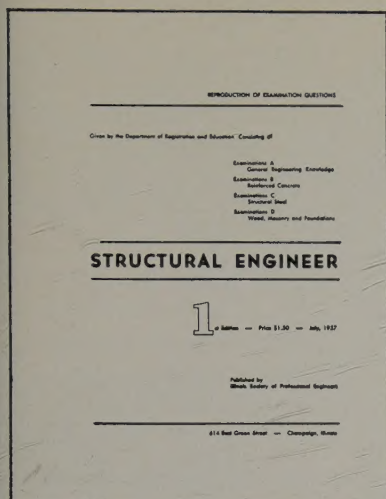 REPRODUCTION OF EXAMINATION QUESTIONS
Given by the Department of Registration and Education Consisting of
Examinations A
General Engineering Knowledge
Examinations B
Reinforced Concrete
Examinations C
Structural Steel
Examinations D
Wood, Masonry and Foundations
STRUCTURAL ENGINEER
1st Edition — Price $1.50 — July, 1957
Published by
Illinois Society of Professional Engineers
614 East Green Street — Champaign, Illinois